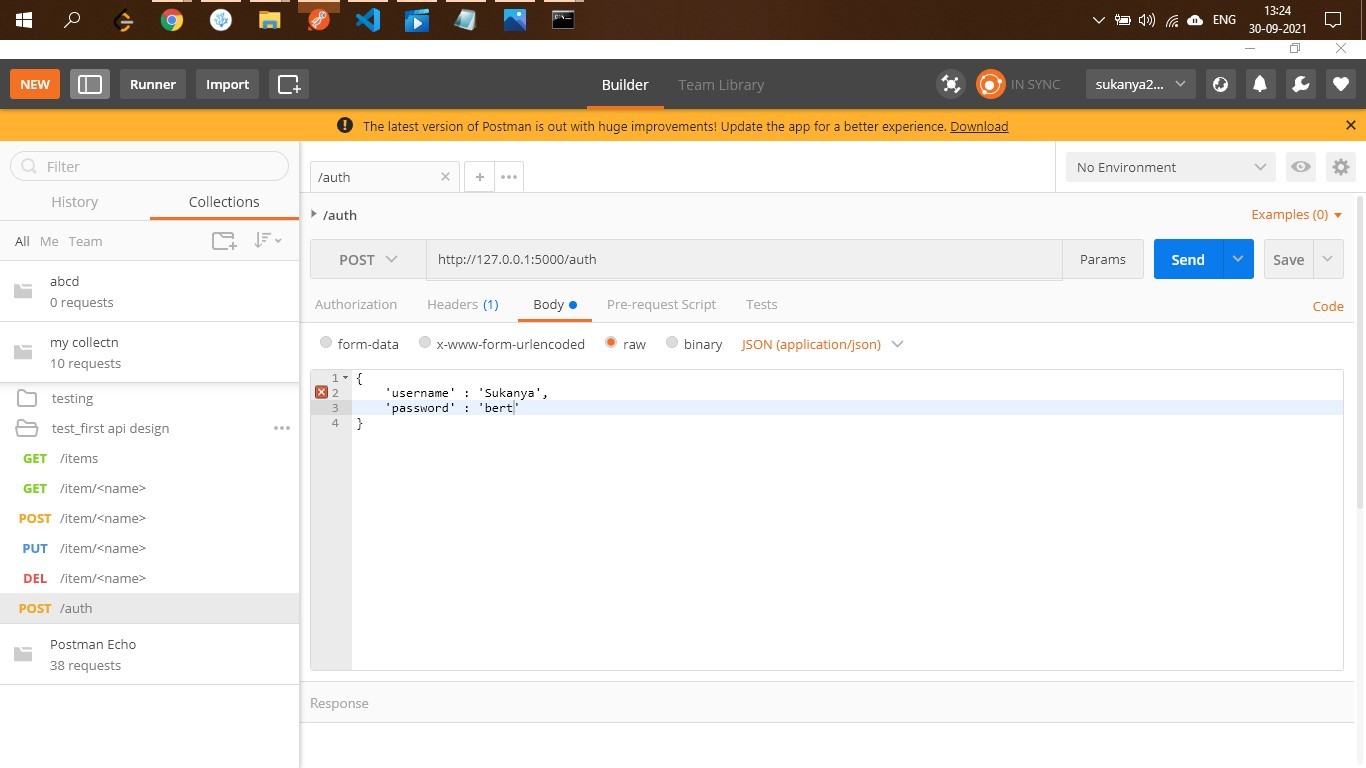 ENG
13:24
30-09-2021
NEW
Runner
Import
Builder
Team Library
IN SYNC
sukanya2...
The latest version of Postman is out with huge improvements! Update the app for a better experience. Download
Filter
History
Collections
All Me Team
abcd
0 requests
my collectn
10 requests
testing
test_first api design
GET /items
GET /item/<name>
POST /item/<name>
PUT /item/<name>
DEL /item/<name>
POST /auth
Postman Echo
38 requests
/auth
No Environment
/auth
Examples (0)
POST
http://127.0.0.1:5000/auth
Params
Send
Save
Authorization
Headers (1)
Body
Pre-request Script
Tests
Code
form-data
x-www-form-urlencoded
raw
binary
JSON (application/json)
1 {
2 'username' : 'Sukanya',
3 'password' : 'bert'
4 }
Response